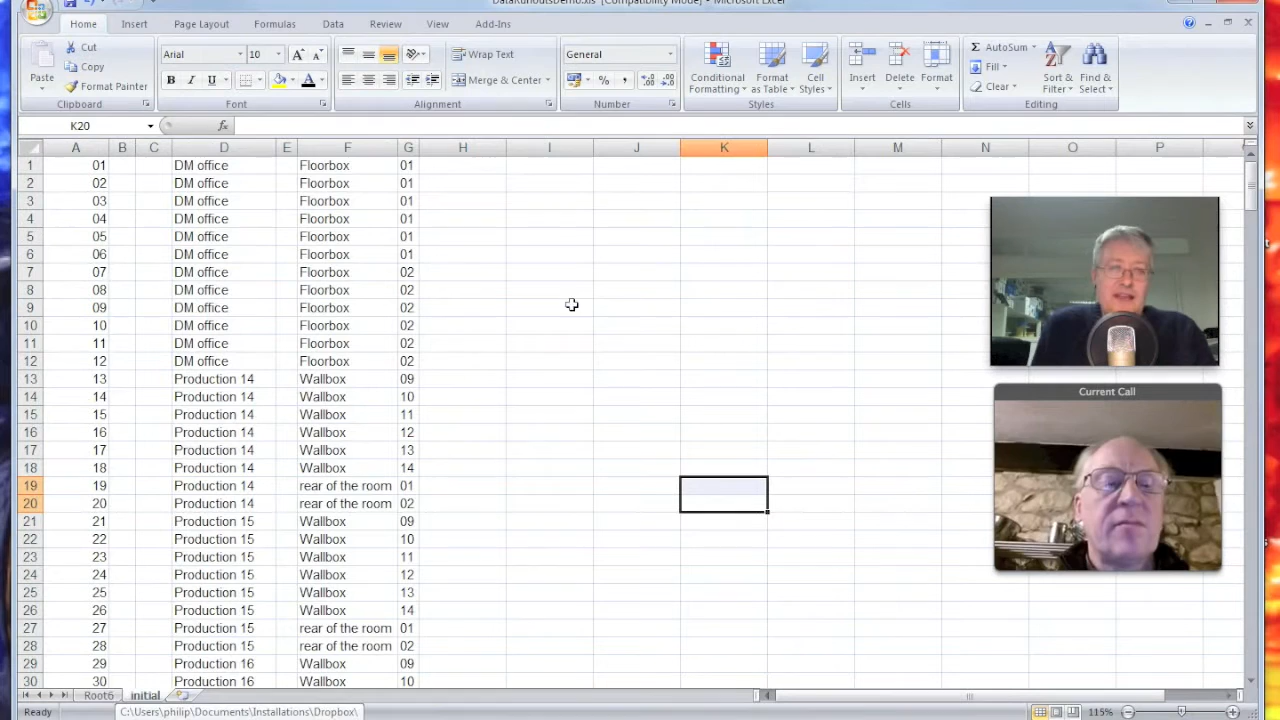 DataRunoutsDemo.xls [Compatibility Mode] - Microsoft Excel
Home Insert Page Layout Formulas Data Review View Add-Ins
Paste Cut Copy Format Painter
Clipboard
Arial 10 A A
B I U A
Font
Wrap Text
Merge & Center
Alignment
General
% , .0 .00 .00 .0
Number
Conditional Formatting Format as Table Cell Styles
Styles
Insert Delete Format
Cells
Σ AutoSum Fill Clear
Sort & Filter Find & Select
Editing
K20 fx
A B C D E F G H I J K L M N O P
1 01 DM office Floorbox 01
2 02 DM office Floorbox 01
3 03 DM office Floorbox 01
4 04 DM office Floorbox 01
5 05 DM office Floorbox 01
6 06 DM office Floorbox 01
7 07 DM office Floorbox 02
8 08 DM office Floorbox 02
9 09 DM office Floorbox 02
10 10 DM office Floorbox 02
11 11 DM office Floorbox 02
12 12 DM office Floorbox 02
13 13 Production 14 Wallbox 09
14 14 Production 14 Wallbox 10
15 15 Production 14 Wallbox 11
16 16 Production 14 Wallbox 12
17 17 Production 14 Wallbox 13
18 18 Production 14 Wallbox 14
19 19 Production 14 rear of the room 01
20 20 Production 14 rear of the room 02
21 21 Production 15 Wallbox 09
22 22 Production 15 Wallbox 10
23 23 Production 15 Wallbox 11
24 24 Production 15 Wallbox 12
25 25 Production 15 Wallbox 13
26 26 Production 15 Wallbox 14
27 27 Production 15 rear of the room 01
28 28 Production 15 rear of the room 02
29 29 Production 16 Wallbox 09
30 30 Production 16 Wallbox 10
Current Call
Root6 initial
Ready C:\Users\philip\Documents\Installations\Dropbox\ 115%